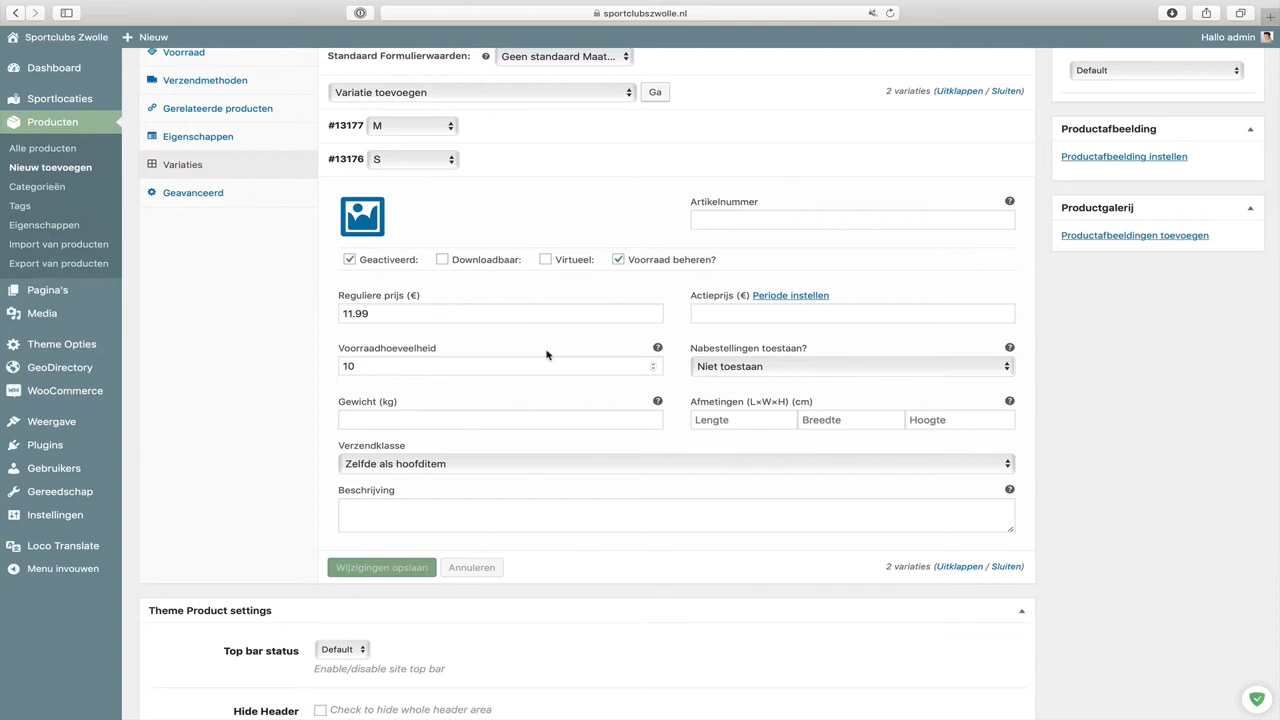 sportclubszwolle.nl
Sportclubs Zwolle
Nieuw
Hallo admin
Dashboard
Sportlocaties
Producten
Alle producten
Nieuw toevoegen
Categorieën
Tags
Eigenschappen
Import van producten
Export van producten
Pagina's
Media
Theme Opties
GeoDirectory
WooCommerce
Weergave
Plugins
Gebruikers
Gereedschap
Instellingen
Loco Translate
Menu invouwen
Voorraad
Verzendmethoden
Gerelateerde producten
Eigenschappen
Variaties
Geavanceerd
Standaard Formulierwaarden: Geen standaard Maat...
Variatie toevoegen Ga 2 variaties (Uitklappen / Sluiten)
#13177 M
#13176 S
Artikelnummer
Geactiveerd: Downloadbaar: Virtueel: Voorraad beheren?
Reguliere prijs (€) Actieprijs (€) Periode instellen
11.99
Voorraadhoeveelheid Nabestellingen toestaan?
10 Niet toestaan
Gewicht (kg) Afmetingen (L×W×H) (cm)
Lengte Breedte Hoogte
Verzendklasse
Zelfde als hoofditem
Beschrijving
Wijzigingen opslaan Annuleren 2 variaties (Uitklappen / Sluiten)
Theme Product settings
Top bar status Default
Enable/disable site top bar
Hide Header Check to hide whole header area
Default
Productafbeelding
Productafbeelding instellen
Productgalerij
Productafbeeldingen toevoegen